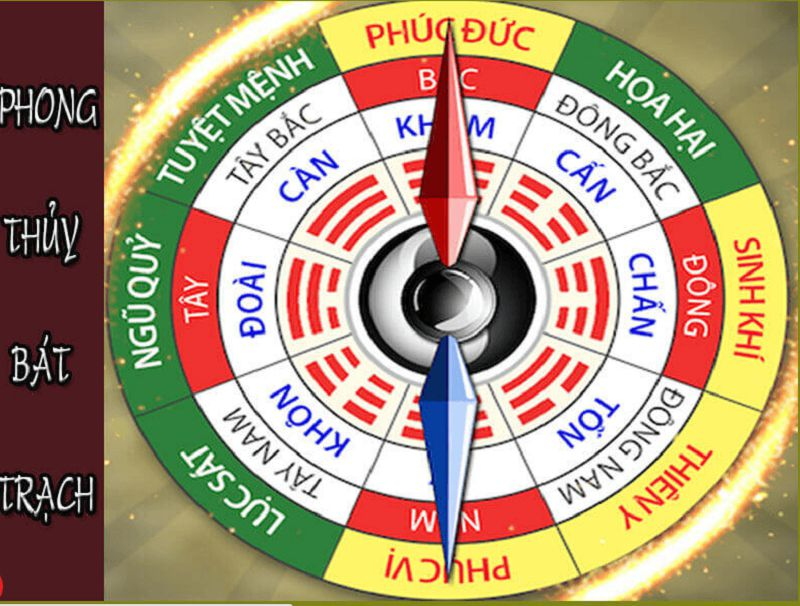 PHONG
THỦY
BÁT
TRẠCH
PHÚC ĐỨC
BẮC
KHẢM
HỌA HẠI
ĐÔNG BẮC
CẤN
SINH KHÍ
ĐÔNG
CHẤN
THIÊN Y
ĐÔNG NAM
TỐN
PHỤC VỊ
NAM
LỤC SÁT
TÂY NAM
KHÔN
NGŨ QUỶ
TÂY
ĐOÀI
TUYỆT MỆNH
TÂY BẮC
CÀN